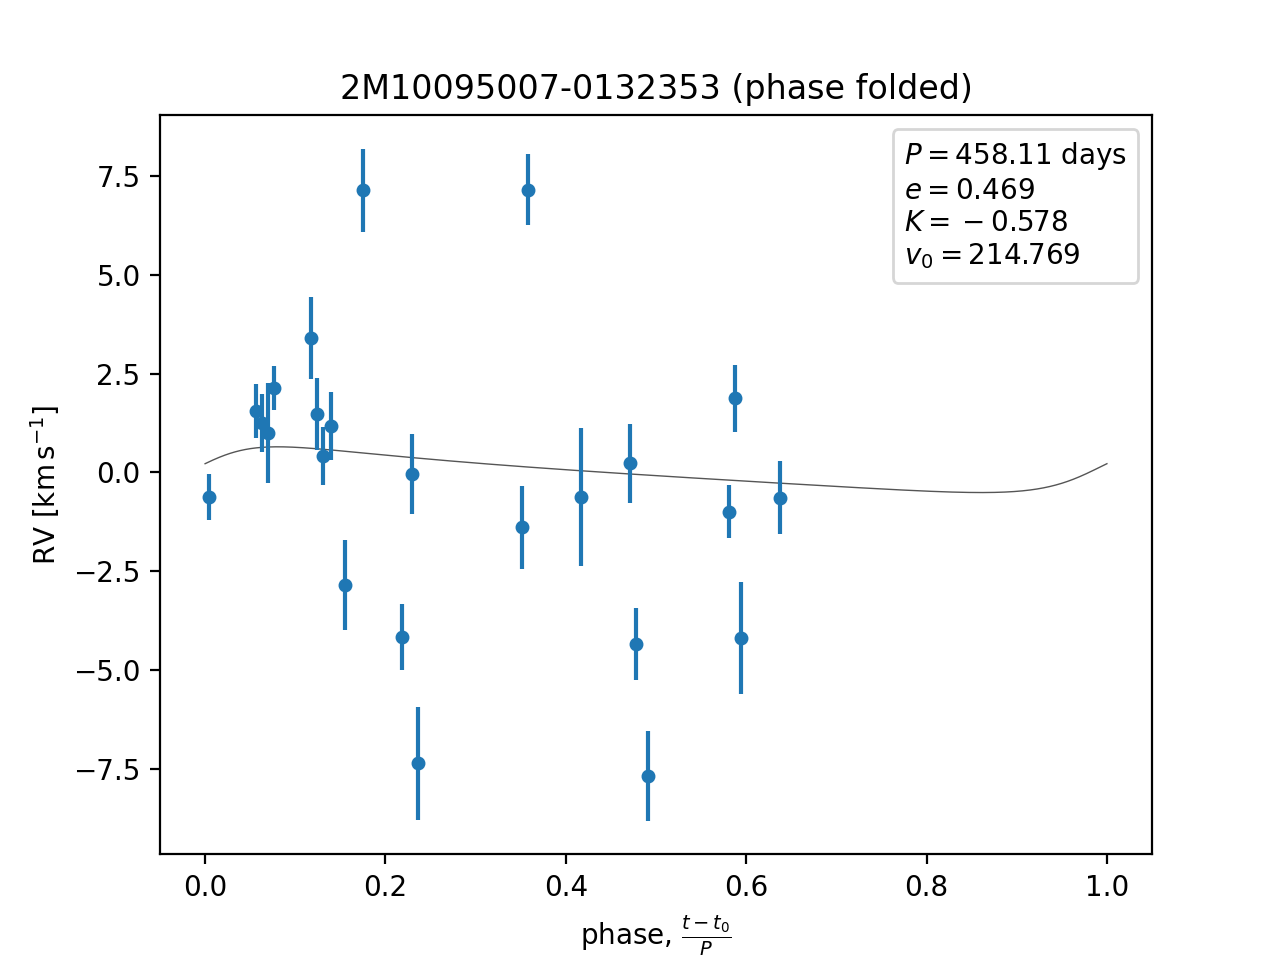 2M10095007-0132353 (phase folded)
P = 458.11 days
e = 0.469
K = −0.578
v₀ = 214.769
7.5
5.0
2.5
0.0
−2.5
−5.0
−7.5
RV [km s⁻¹]
0.0 0.2 0.4 0.6 0.8 1.0
phase, (t − t₀)/P